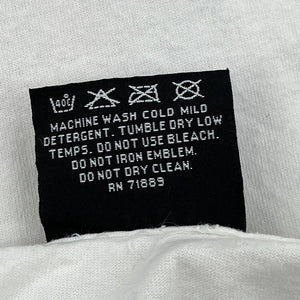 40C
MACHINE WASH COLD MILD
DETERGENT. TUMBLE DRY LOW
TEMPS. DO NOT USE BLEACH.
DO NOT IRON EMBLEM.
DO NOT DRY CLEAN.
RN 71889